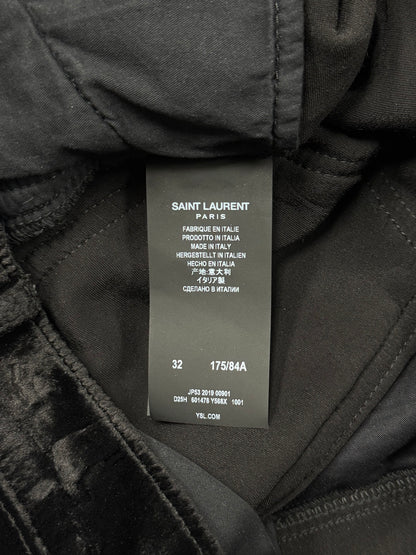 SAINT LAURENT
PARIS
FABRIQUE EN ITALIE
PRODOTTO IN ITALIA
MADE IN ITALY
HERGESTELLT IN ITALIEN
HECHO EN ITALIA
产地:意大利
イタリア製
СДЕЛАНО В ИТАЛИИ
32 175/84A
JP53 2019 00901
D25H 601476 Y568X 1001
YSL.COM